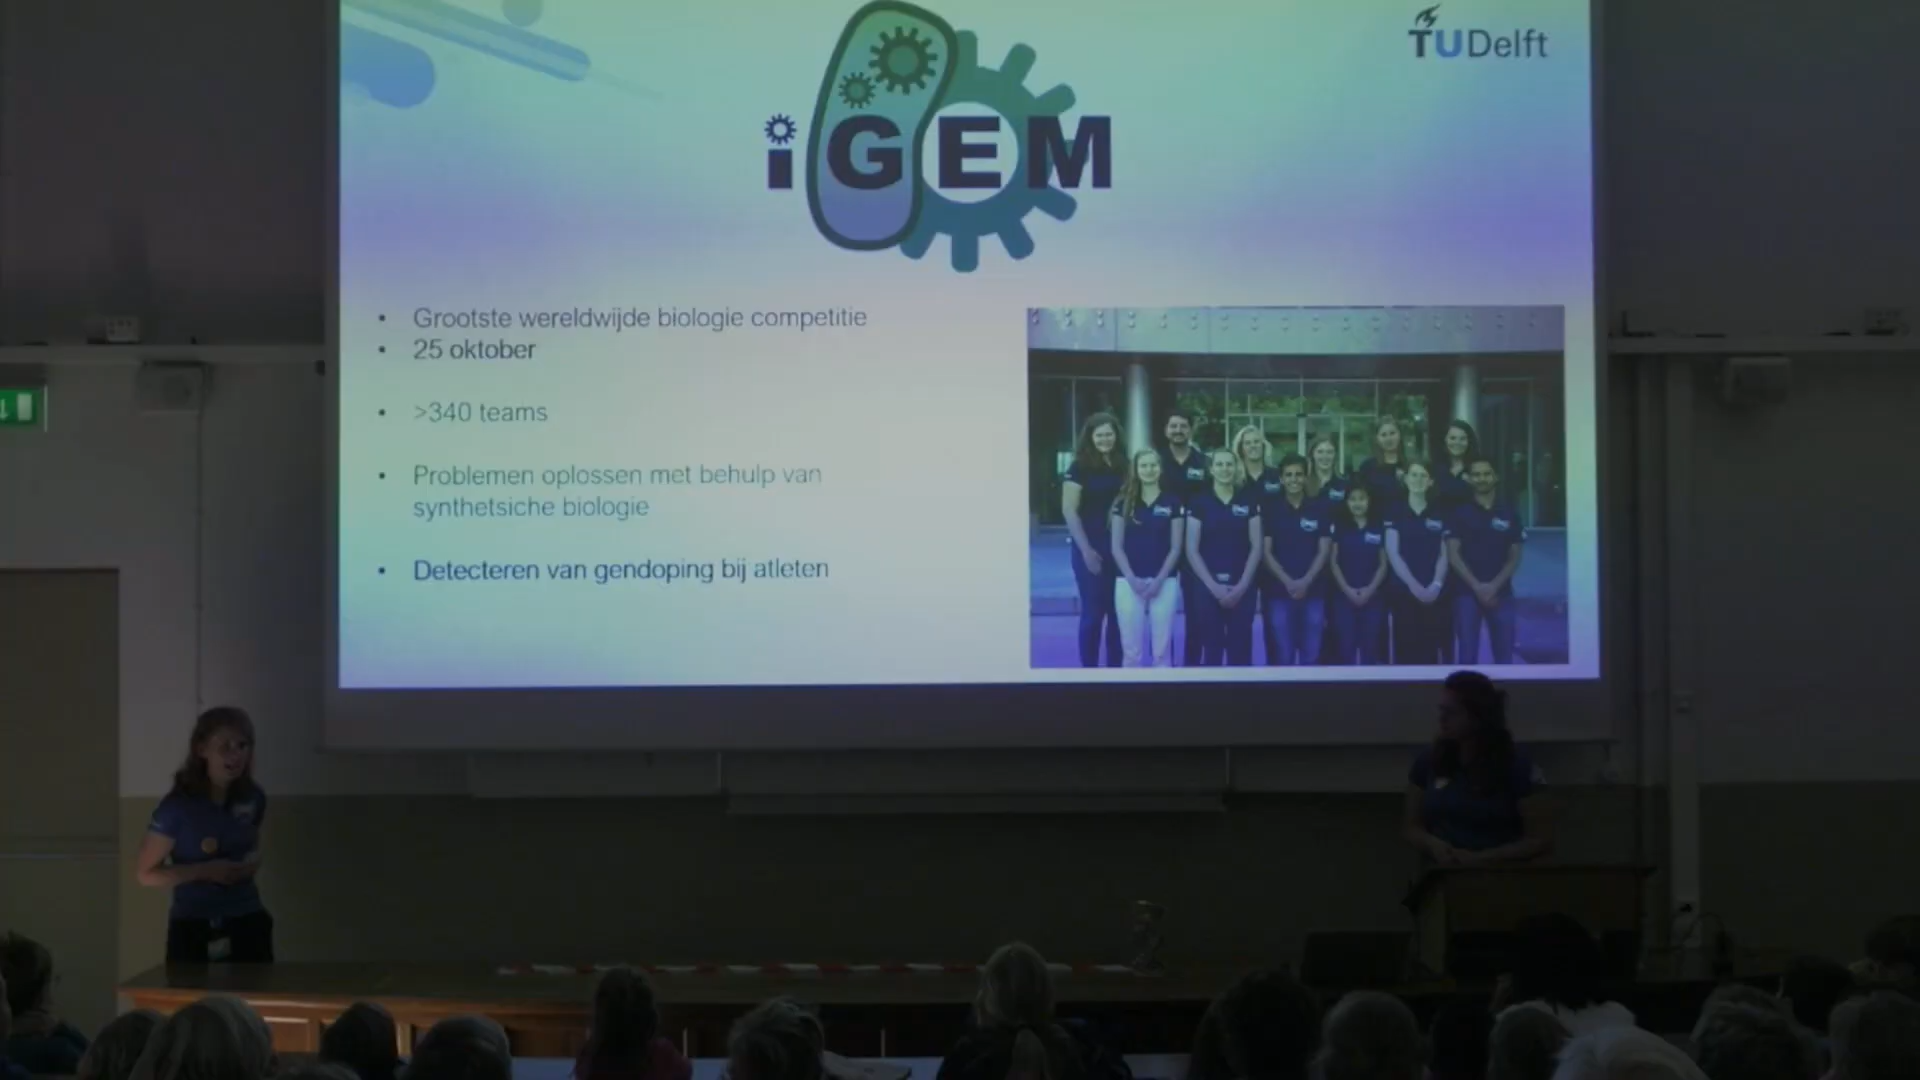 iGEM
TUDelft
• Grootste wereldwijde biologie competitie
• 25 oktober
• >340 teams
• Problemen oplossen met behulp van
synthetsiche biologie
• Detecteren van gendoping bij atleten